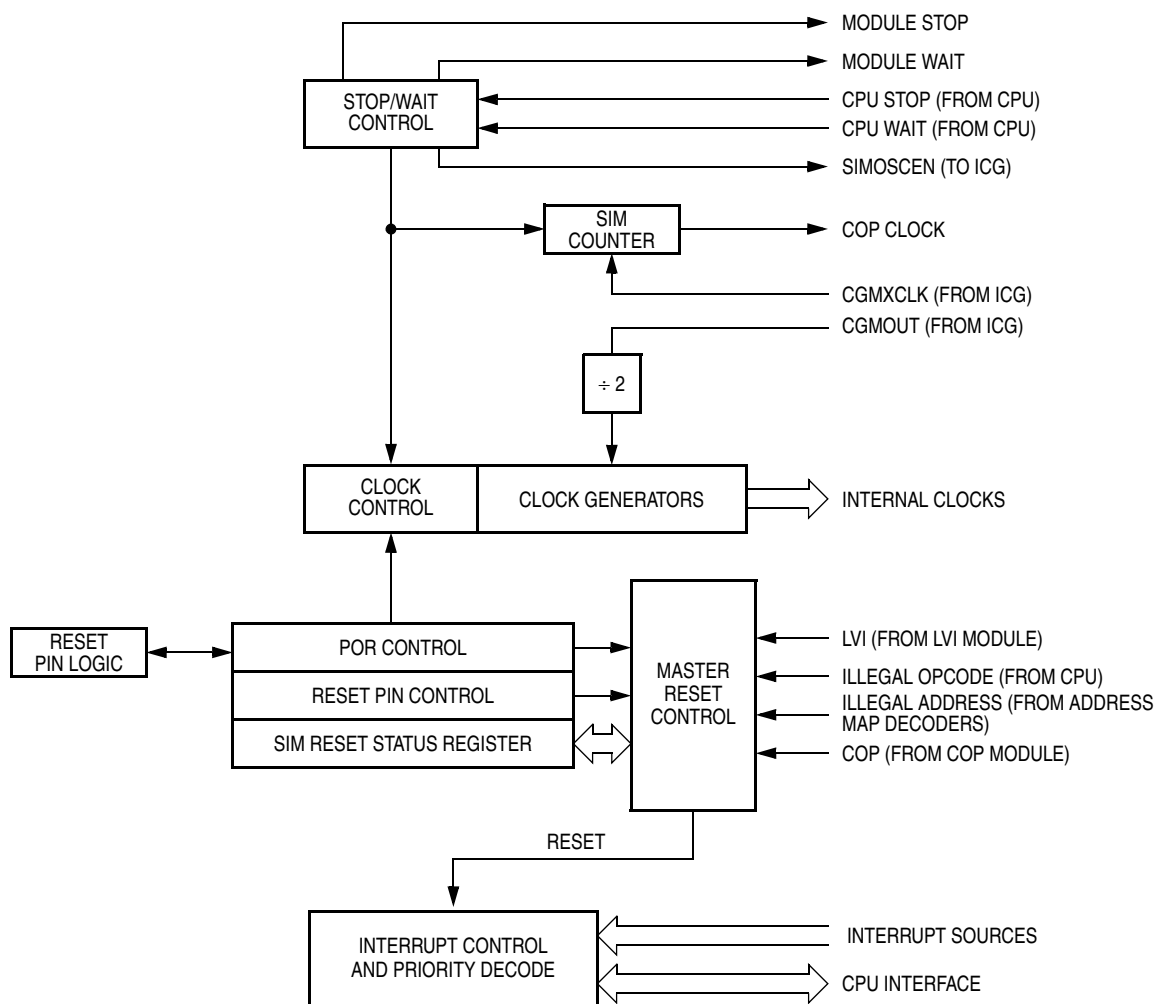 MODULE STOP
MODULE WAIT
STOP/WAIT
CONTROL
CPU STOP (FROM CPU)
CPU WAIT (FROM CPU)
SIMOSCEN (TO ICG)
SIM
COUNTER
COP CLOCK
CGMXCLK (FROM ICG)
CGMOUT (FROM ICG)
÷ 2
CLOCK
CONTROL
CLOCK GENERATORS
INTERNAL CLOCKS
RESET
PIN LOGIC
POR CONTROL
RESET PIN CONTROL
SIM RESET STATUS REGISTER
MASTER
RESET
CONTROL
LVI (FROM LVI MODULE)
ILLEGAL OPCODE (FROM CPU)
ILLEGAL ADDRESS (FROM ADDRESS
MAP DECODERS)
COP (FROM COP MODULE)
RESET
INTERRUPT CONTROL
AND PRIORITY DECODE
INTERRUPT SOURCES
CPU INTERFACE